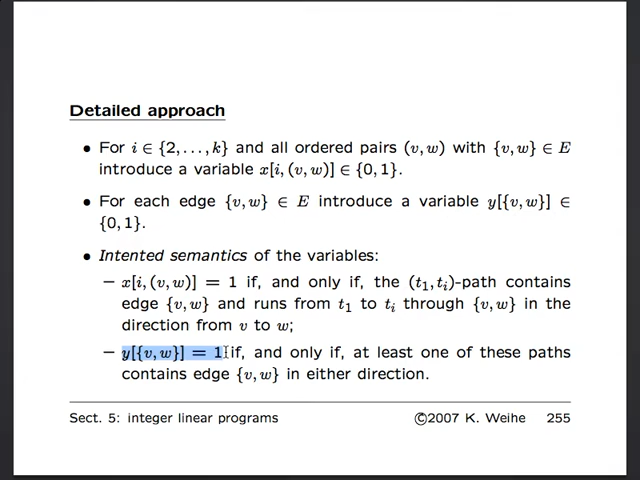 Detailed approach
• For i ∈ {2, . . . , k} and all ordered pairs (v, w) with {v, w} ∈ E
introduce a variable x[i, (v, w)] ∈ {0, 1}.
• For each edge {v, w} ∈ E introduce a variable y[{v, w}] ∈
{0, 1}.
• Intented semantics of the variables:
– x[i, (v, w)] = 1 if, and only if, the (t₁, tᵢ)-path contains
edge {v, w} and runs from t₁ to tᵢ through {v, w} in the
direction from v to w;
– y[{v, w}] = 1 if, and only if, at least one of these paths
contains edge {v, w} in either direction.
Sect. 5: integer linear programs ©2007 K. Weihe 255